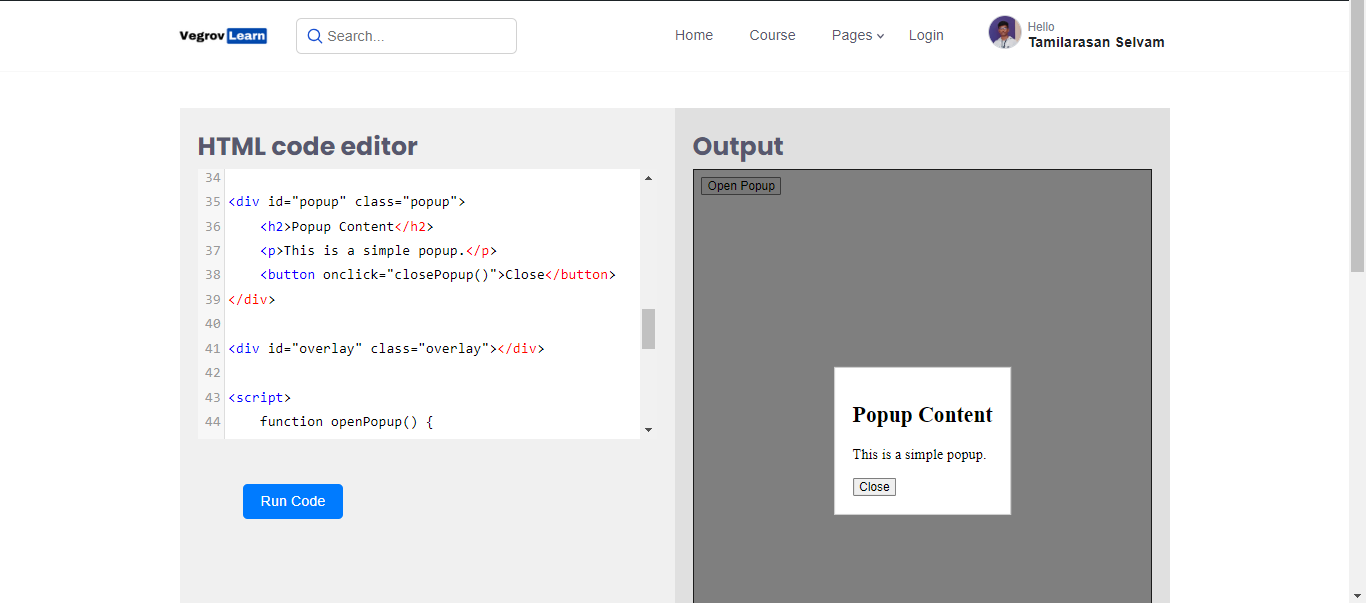 Vegrov Learn
Search...
Home Course Pages Login
Hello
Tamilarasan Selvam
HTML code editor
34
35 <div id="popup" class="popup">
36     <h2>Popup Content</h2>
37     <p>This is a simple popup.</p>
38     <button onclick="closePopup()">Close</button>
39 </div>
40
41 <div id="overlay" class="overlay"></div>
42
43 <script>
44     function openPopup() {
Run Code
Output
Open Popup
Popup Content
This is a simple popup.
Close